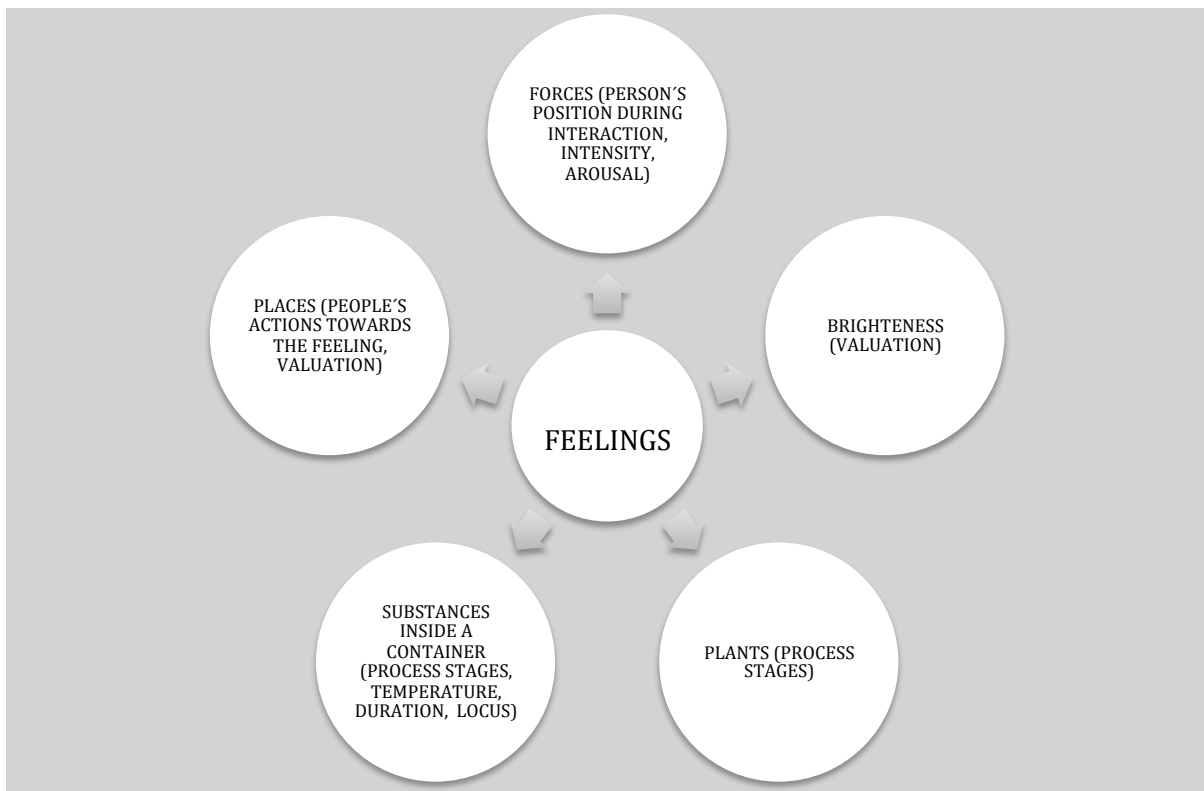 FORCES (PERSON´S
POSITION DURING
INTERACTION,
INTENSITY,
AROUSAL)
PLACES (PEOPLE´S
ACTIONS TOWARDS
THE FEELING,
VALUATION)
BRIGHTENESS
(VALUATION)
FEELINGS
SUBSTANCES
INSIDE A
CONTAINER
(PROCESS STAGES,
TEMPERATURE,
DURATION, LOCUS)
PLANTS (PROCESS
STAGES)